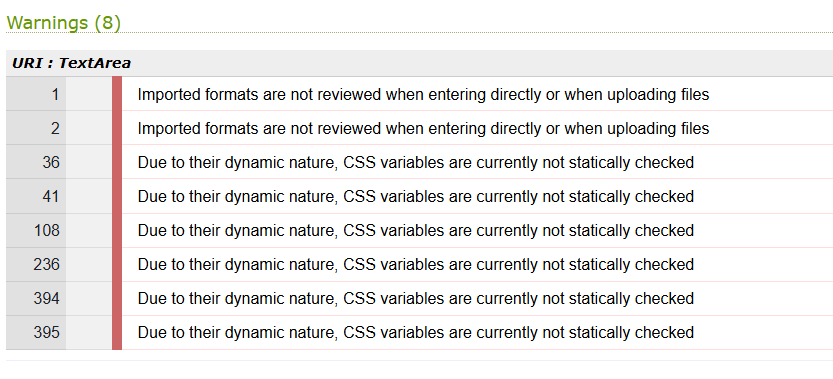 Warnings (8)
URI : TextArea
1 Imported formats are not reviewed when entering directly or when uploading files
2 Imported formats are not reviewed when entering directly or when uploading files
36 Due to their dynamic nature, CSS variables are currently not statically checked
41 Due to their dynamic nature, CSS variables are currently not statically checked
108 Due to their dynamic nature, CSS variables are currently not statically checked
236 Due to their dynamic nature, CSS variables are currently not statically checked
394 Due to their dynamic nature, CSS variables are currently not statically checked
395 Due to their dynamic nature, CSS variables are currently not statically checked